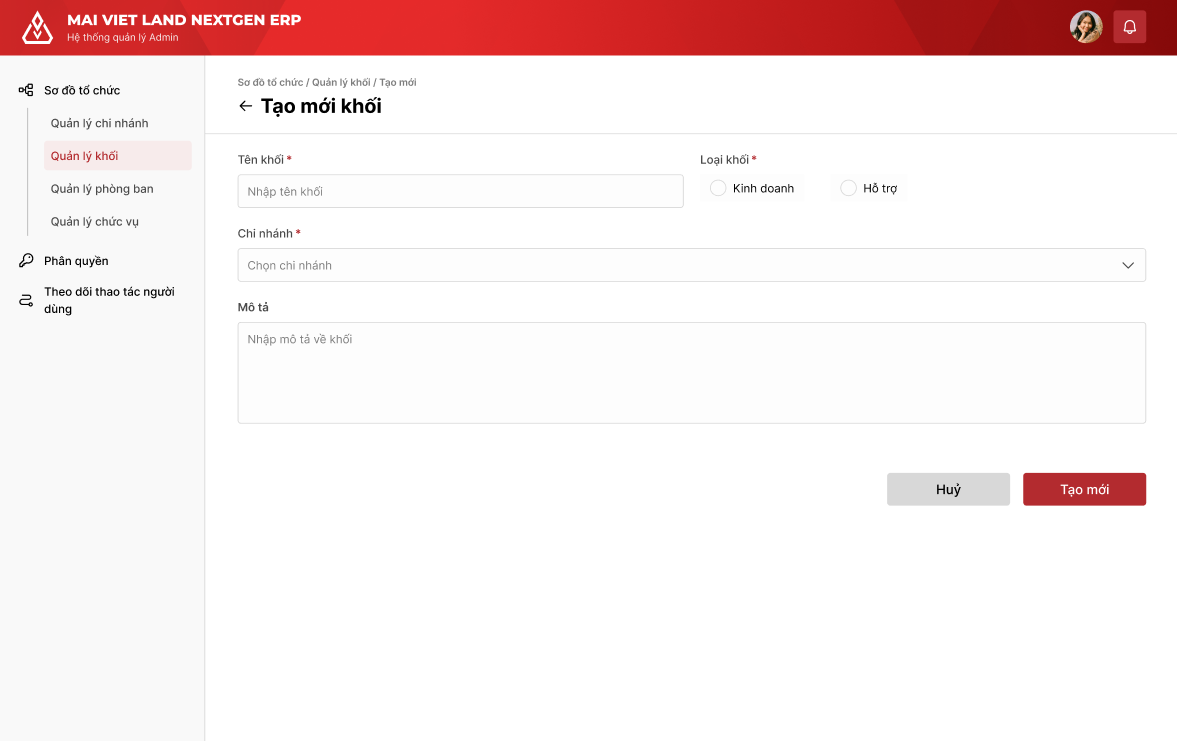 MAI VIET LAND NEXTGEN ERP
Hệ thống quản lý Admin
Sơ đồ tổ chức
Quản lý chi nhánh
Quản lý khối
Quản lý phòng ban
Quản lý chức vụ
Phân quyền
Theo dõi thao tác người
dùng
Sơ đồ tổ chức / Quản lý khối / Tạo mới
Tạo mới khối
Tên khối *
Nhập tên khối
Loại khối *
Kinh doanh
Hỗ trợ
Chi nhánh *
Chọn chi nhánh
Mô tả
Nhập mô tả về khối
Huỷ
Tạo mới